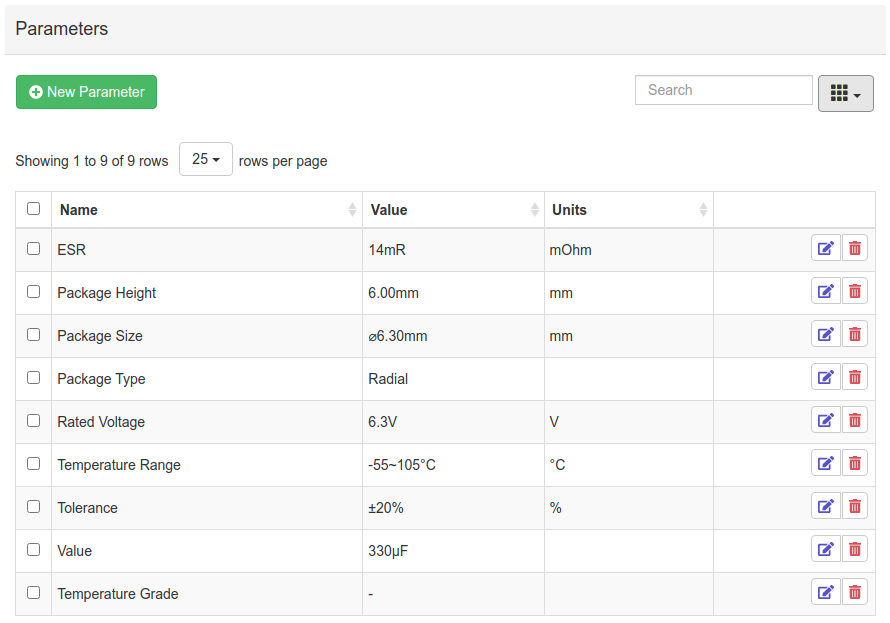 Parameters
New Parameter
Search
Showing 1 to 9 of 9 rows 25 rows per page
Name Value Units
ESR 14mR mOhm
Package Height 6.00mm mm
Package Size ⌀6.30mm mm
Package Type Radial
Rated Voltage 6.3V V
Temperature Range -55~105°C °C
Tolerance ±20% %
Value 330µF
Temperature Grade -